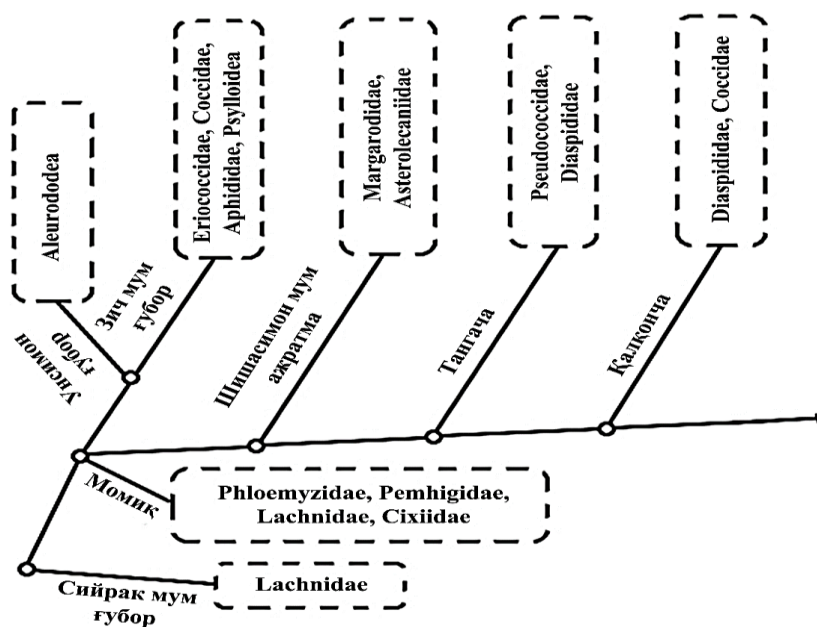 Aleurododea
Eriococcidae, Coccidae,
Aphididae, Psylloidea
Margarodidae,
Asterolecaniidae
Pseudococcidae,
Diaspididae
Diaspididae, Coccidae
Унсимон
ғубор
Зич мум
ғубор
Шишасимон мум
ажратма
Тангача
Қалқонча
Момиқ
Phloemyzidae, Pemhigidae,
Lachnidae, Cixiidae
Сийрак мум
ғубор
Lachnidae